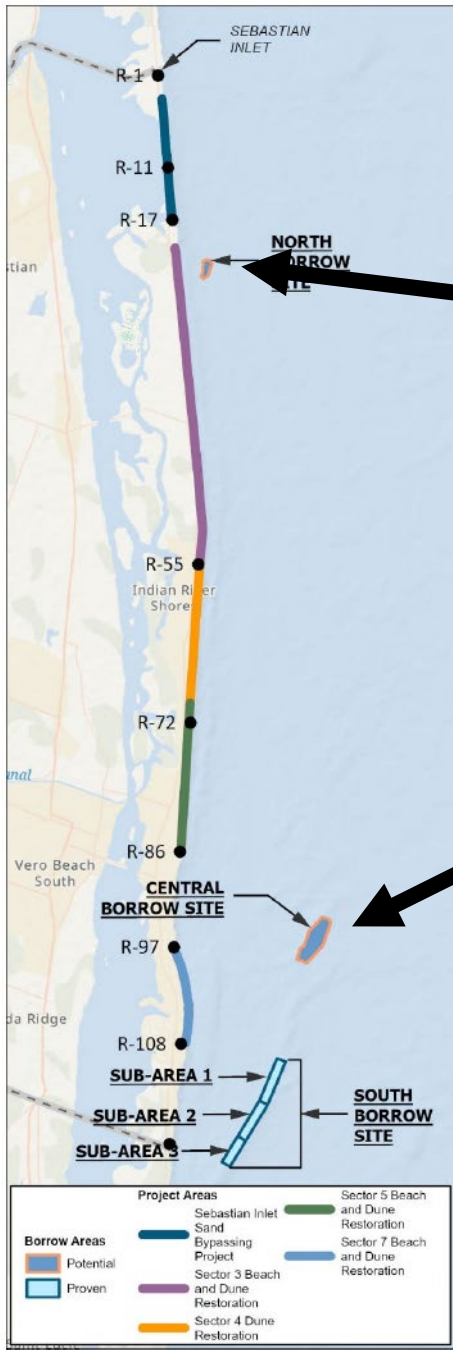 SEBASTIAN
INLET
R-1
R-11
R-17
stian
NORTH
BORROW
SITE
R-55
Indian River
Shores
R-72
anal
R-86
Vero Beach
South
CENTRAL
BORROW SITE
R-97
da Ridge
R-108
SUB-AREA 1
SUB-AREA 2
SUB-AREA 3
SOUTH
BORROW
SITE
Borrow Areas
Potential
Proven
Project Areas
Sebastian Inlet
Sand
Bypassing
Project
Sector 3 Beach
and Dune
Restoration
Sector 4 Dune
Restoration
Sector 5 Beach
and Dune
Restoration
Sector 7 Beach
and Dune
Restoration